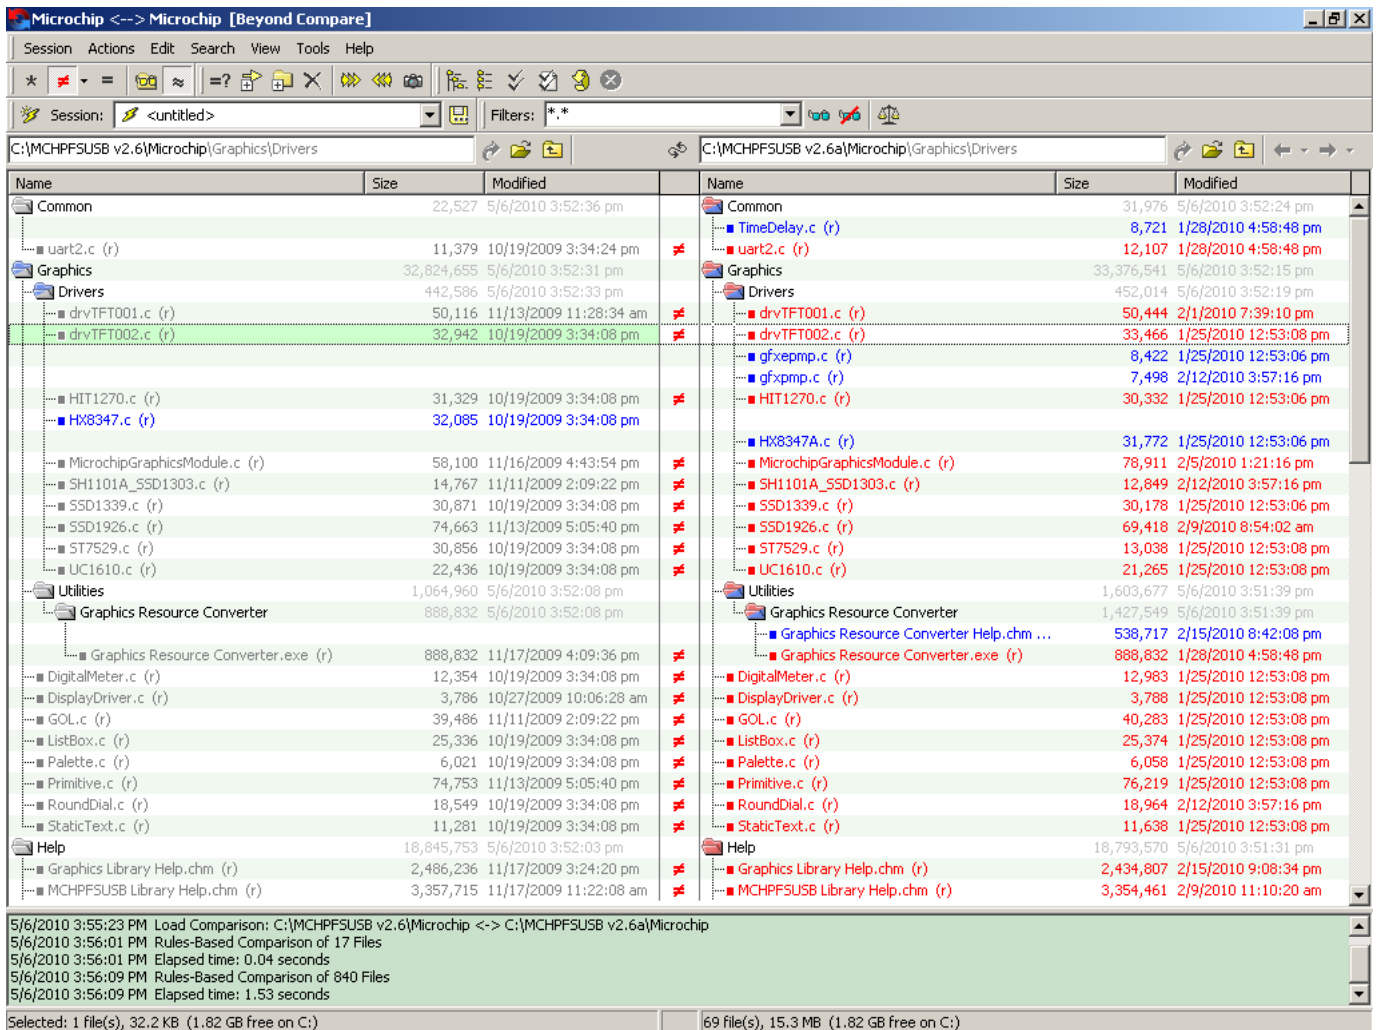 Microchip <--> Microchip [Beyond Compare]
Session Actions Edit Search View Tools Help
Session: <untitled> Filters: *.*
C:\MCHPFSUSB v2.6\Microchip\Graphics\Drivers C:\MCHPFSUSB v2.6a\Microchip\Graphics\Drivers
Name Size Modified Name Size Modified
Common 22,527 5/6/2010 3:52:36 pm Common 31,976 5/6/2010 3:52:24 pm
TimeDelay.c (r) 8,721 1/28/2010 4:58:48 pm
uart2.c (r) 11,379 10/19/2009 3:34:24 pm ≠ uart2.c (r) 12,107 1/28/2010 4:58:48 pm
Graphics 32,824,655 5/6/2010 3:52:31 pm Graphics 33,376,541 5/6/2010 3:52:15 pm
Drivers 442,586 5/6/2010 3:52:33 pm Drivers 452,014 5/6/2010 3:52:19 pm
drvTFT001.c (r) 50,116 11/13/2009 11:28:34 am ≠ drvTFT001.c (r) 50,444 2/1/2010 7:39:10 pm
drvTFT002.c (r) 32,942 10/19/2009 3:34:08 pm ≠ drvTFT002.c (r) 33,466 1/25/2010 12:53:08 pm
gfxepmp.c (r) 8,422 1/25/2010 12:53:06 pm
gfxpmp.c (r) 7,498 2/12/2010 3:57:16 pm
HIT1270.c (r) 31,329 10/19/2009 3:34:08 pm ≠ HIT1270.c (r) 30,332 1/25/2010 12:53:06 pm
HX8347.c (r) 32,085 10/19/2009 3:34:08 pm
HX8347A.c (r) 31,772 1/25/2010 12:53:06 pm
MicrochipGraphicsModule.c (r) 58,100 11/16/2009 4:43:54 pm ≠ MicrochipGraphicsModule.c (r) 78,911 2/5/2010 1:21:16 pm
SH1101A_SSD1303.c (r) 14,767 11/11/2009 2:09:22 pm ≠ SH1101A_SSD1303.c (r) 12,849 2/12/2010 3:57:16 pm
SSD1339.c (r) 30,871 10/19/2009 3:34:08 pm ≠ SSD1339.c (r) 30,178 1/25/2010 12:53:06 pm
SSD1926.c (r) 74,663 11/13/2009 5:05:40 pm ≠ SSD1926.c (r) 69,418 2/9/2010 8:54:02 am
ST7529.c (r) 30,856 10/19/2009 3:34:08 pm ≠ ST7529.c (r) 13,038 1/25/2010 12:53:08 pm
UC1610.c (r) 22,436 10/19/2009 3:34:08 pm ≠ UC1610.c (r) 21,265 1/25/2010 12:53:08 pm
Utilities 1,064,960 5/6/2010 3:52:08 pm Utilities 1,603,677 5/6/2010 3:51:39 pm
Graphics Resource Converter 888,832 5/6/2010 3:52:08 pm Graphics Resource Converter 1,427,549 5/6/2010 3:51:39 pm
Graphics Resource Converter Help.chm ... 538,717 2/15/2010 8:42:08 pm
Graphics Resource Converter.exe (r) 888,832 11/17/2009 4:09:36 pm ≠ Graphics Resource Converter.exe (r) 888,832 1/28/2010 4:58:48 pm
DigitalMeter.c (r) 12,354 10/19/2009 3:34:08 pm ≠ DigitalMeter.c (r) 12,983 1/25/2010 12:53:08 pm
DisplayDriver.c (r) 3,786 10/27/2009 10:06:28 am ≠ DisplayDriver.c (r) 3,788 1/25/2010 12:53:08 pm
GOL.c (r) 39,486 11/11/2009 2:09:22 pm ≠ GOL.c (r) 40,283 1/25/2010 12:53:08 pm
ListBox.c (r) 25,336 10/19/2009 3:34:08 pm ≠ ListBox.c (r) 25,374 1/25/2010 12:53:08 pm
Palette.c (r) 6,021 10/19/2009 3:34:08 pm ≠ Palette.c (r) 6,058 1/25/2010 12:53:08 pm
Primitive.c (r) 74,753 11/13/2009 5:05:40 pm ≠ Primitive.c (r) 76,219 1/25/2010 12:53:08 pm
RoundDial.c (r) 18,549 10/19/2009 3:34:08 pm ≠ RoundDial.c (r) 18,964 2/12/2010 3:57:16 pm
StaticText.c (r) 11,281 10/19/2009 3:34:08 pm ≠ StaticText.c (r) 11,638 1/25/2010 12:53:08 pm
Help 18,845,753 5/6/2010 3:52:03 pm Help 18,793,570 5/6/2010 3:51:31 pm
Graphics Library Help.chm (r) 2,486,236 11/17/2009 3:24:20 pm ≠ Graphics Library Help.chm (r) 2,434,807 2/15/2010 9:08:34 pm
MCHPFSUSB Library Help.chm (r) 3,357,715 11/17/2009 11:22:08 am ≠ MCHPFSUSB Library Help.chm (r) 3,354,461 2/9/2010 11:10:20 am
5/6/2010 3:55:23 PM Load Comparison: C:\MCHPFSUSB v2.6\Microchip <-> C:\MCHPFSUSB v2.6a\Microchip
5/6/2010 3:56:01 PM Rules-Based Comparison of 17 Files
5/6/2010 3:56:01 PM Elapsed time: 0.04 seconds
5/6/2010 3:56:09 PM Rules-Based Comparison of 840 Files
5/6/2010 3:56:09 PM Elapsed time: 1.53 seconds
Selected: 1 file(s), 32.2 KB (1.82 GB free on C:) 69 file(s), 15.3 MB (1.82 GB free on C:)